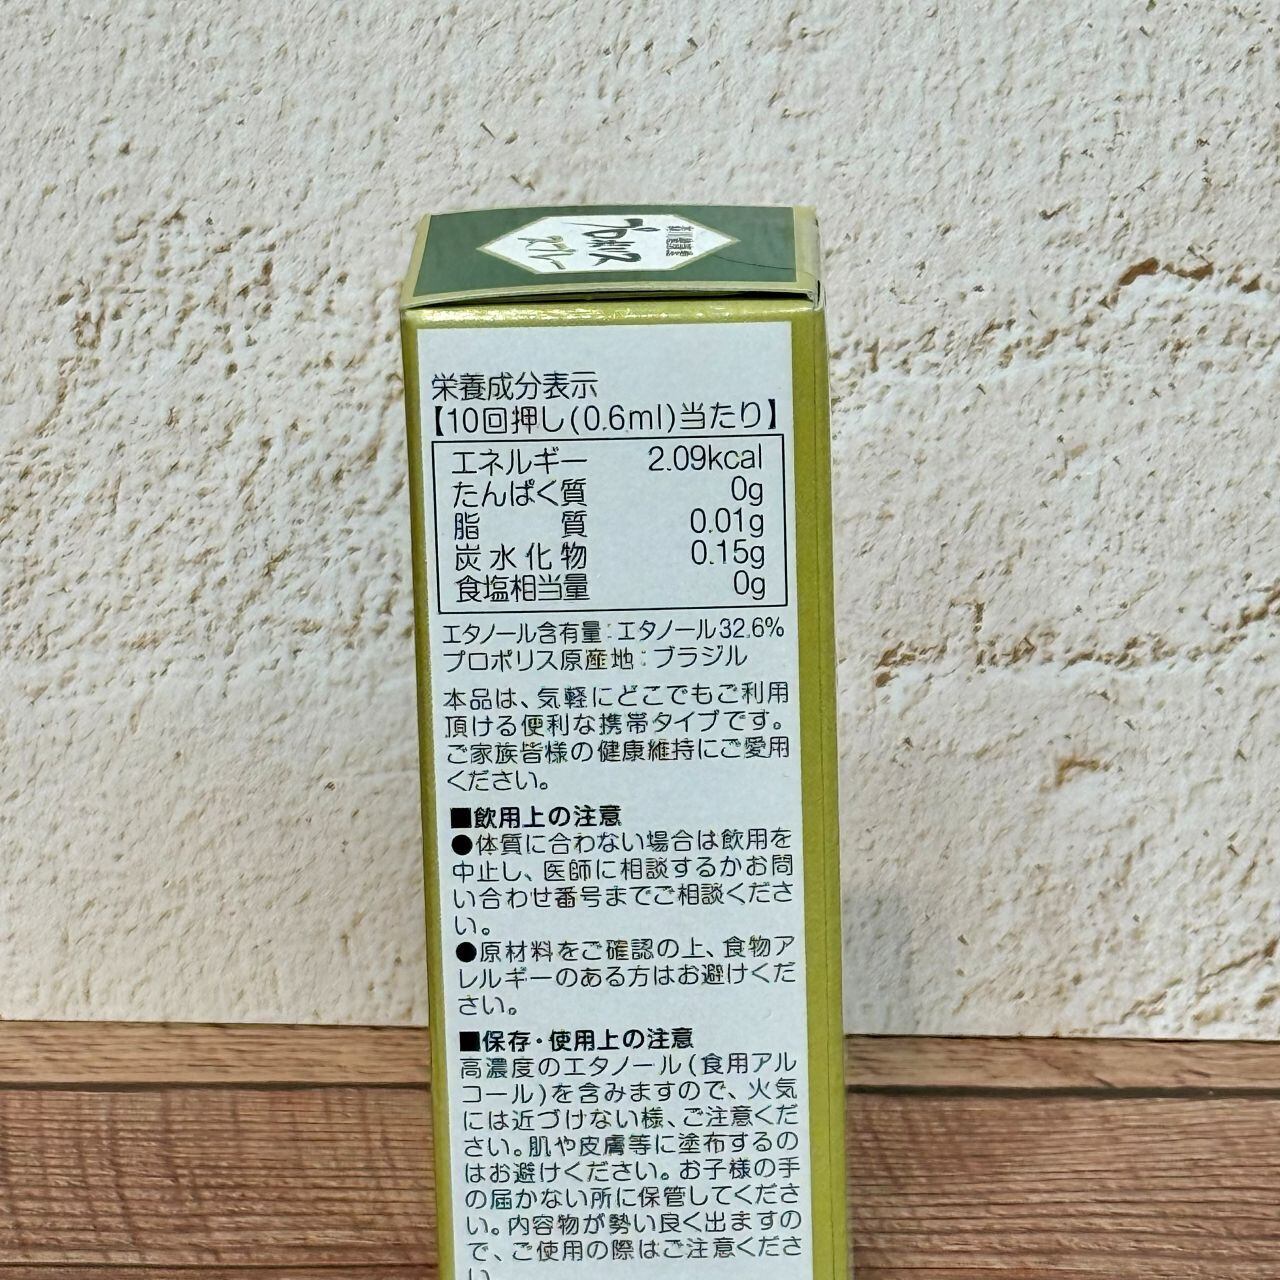 プロポリス
スプレー
栄養成分表示
【10回押し(0.6ml)当たり】
エネルギー 2.09kcal
たんぱく質 0g
脂質 0.01g
炭水化物 0.15g
食塩相当量 0g
エタノール含有量:エタノール32.6%
プロポリス原産地:ブラジル
本品は、気軽にどこでもご利用
頂ける便利な携帯タイプです。
ご家族皆様の健康維持にご愛用
ください。
■飲用上の注意
●体質に合わない場合は飲用を
中止し、医師に相談するかお問
い合わせ番号までご相談くださ
い。
●原材料をご確認の上、食物ア
レルギーのある方はお避けくだ
さい。
■保存・使用上の注意
高濃度のエタノール(食用アル
コール)を含みますので、火気
には近づけない様、ご注意くだ
さい。肌や皮膚等に塗布するの
はお避けください。お子様の手
の届かない所に保管してくださ
い。内容物が勢い良く出ますの
で、ご使用の際はご注意くださ
い